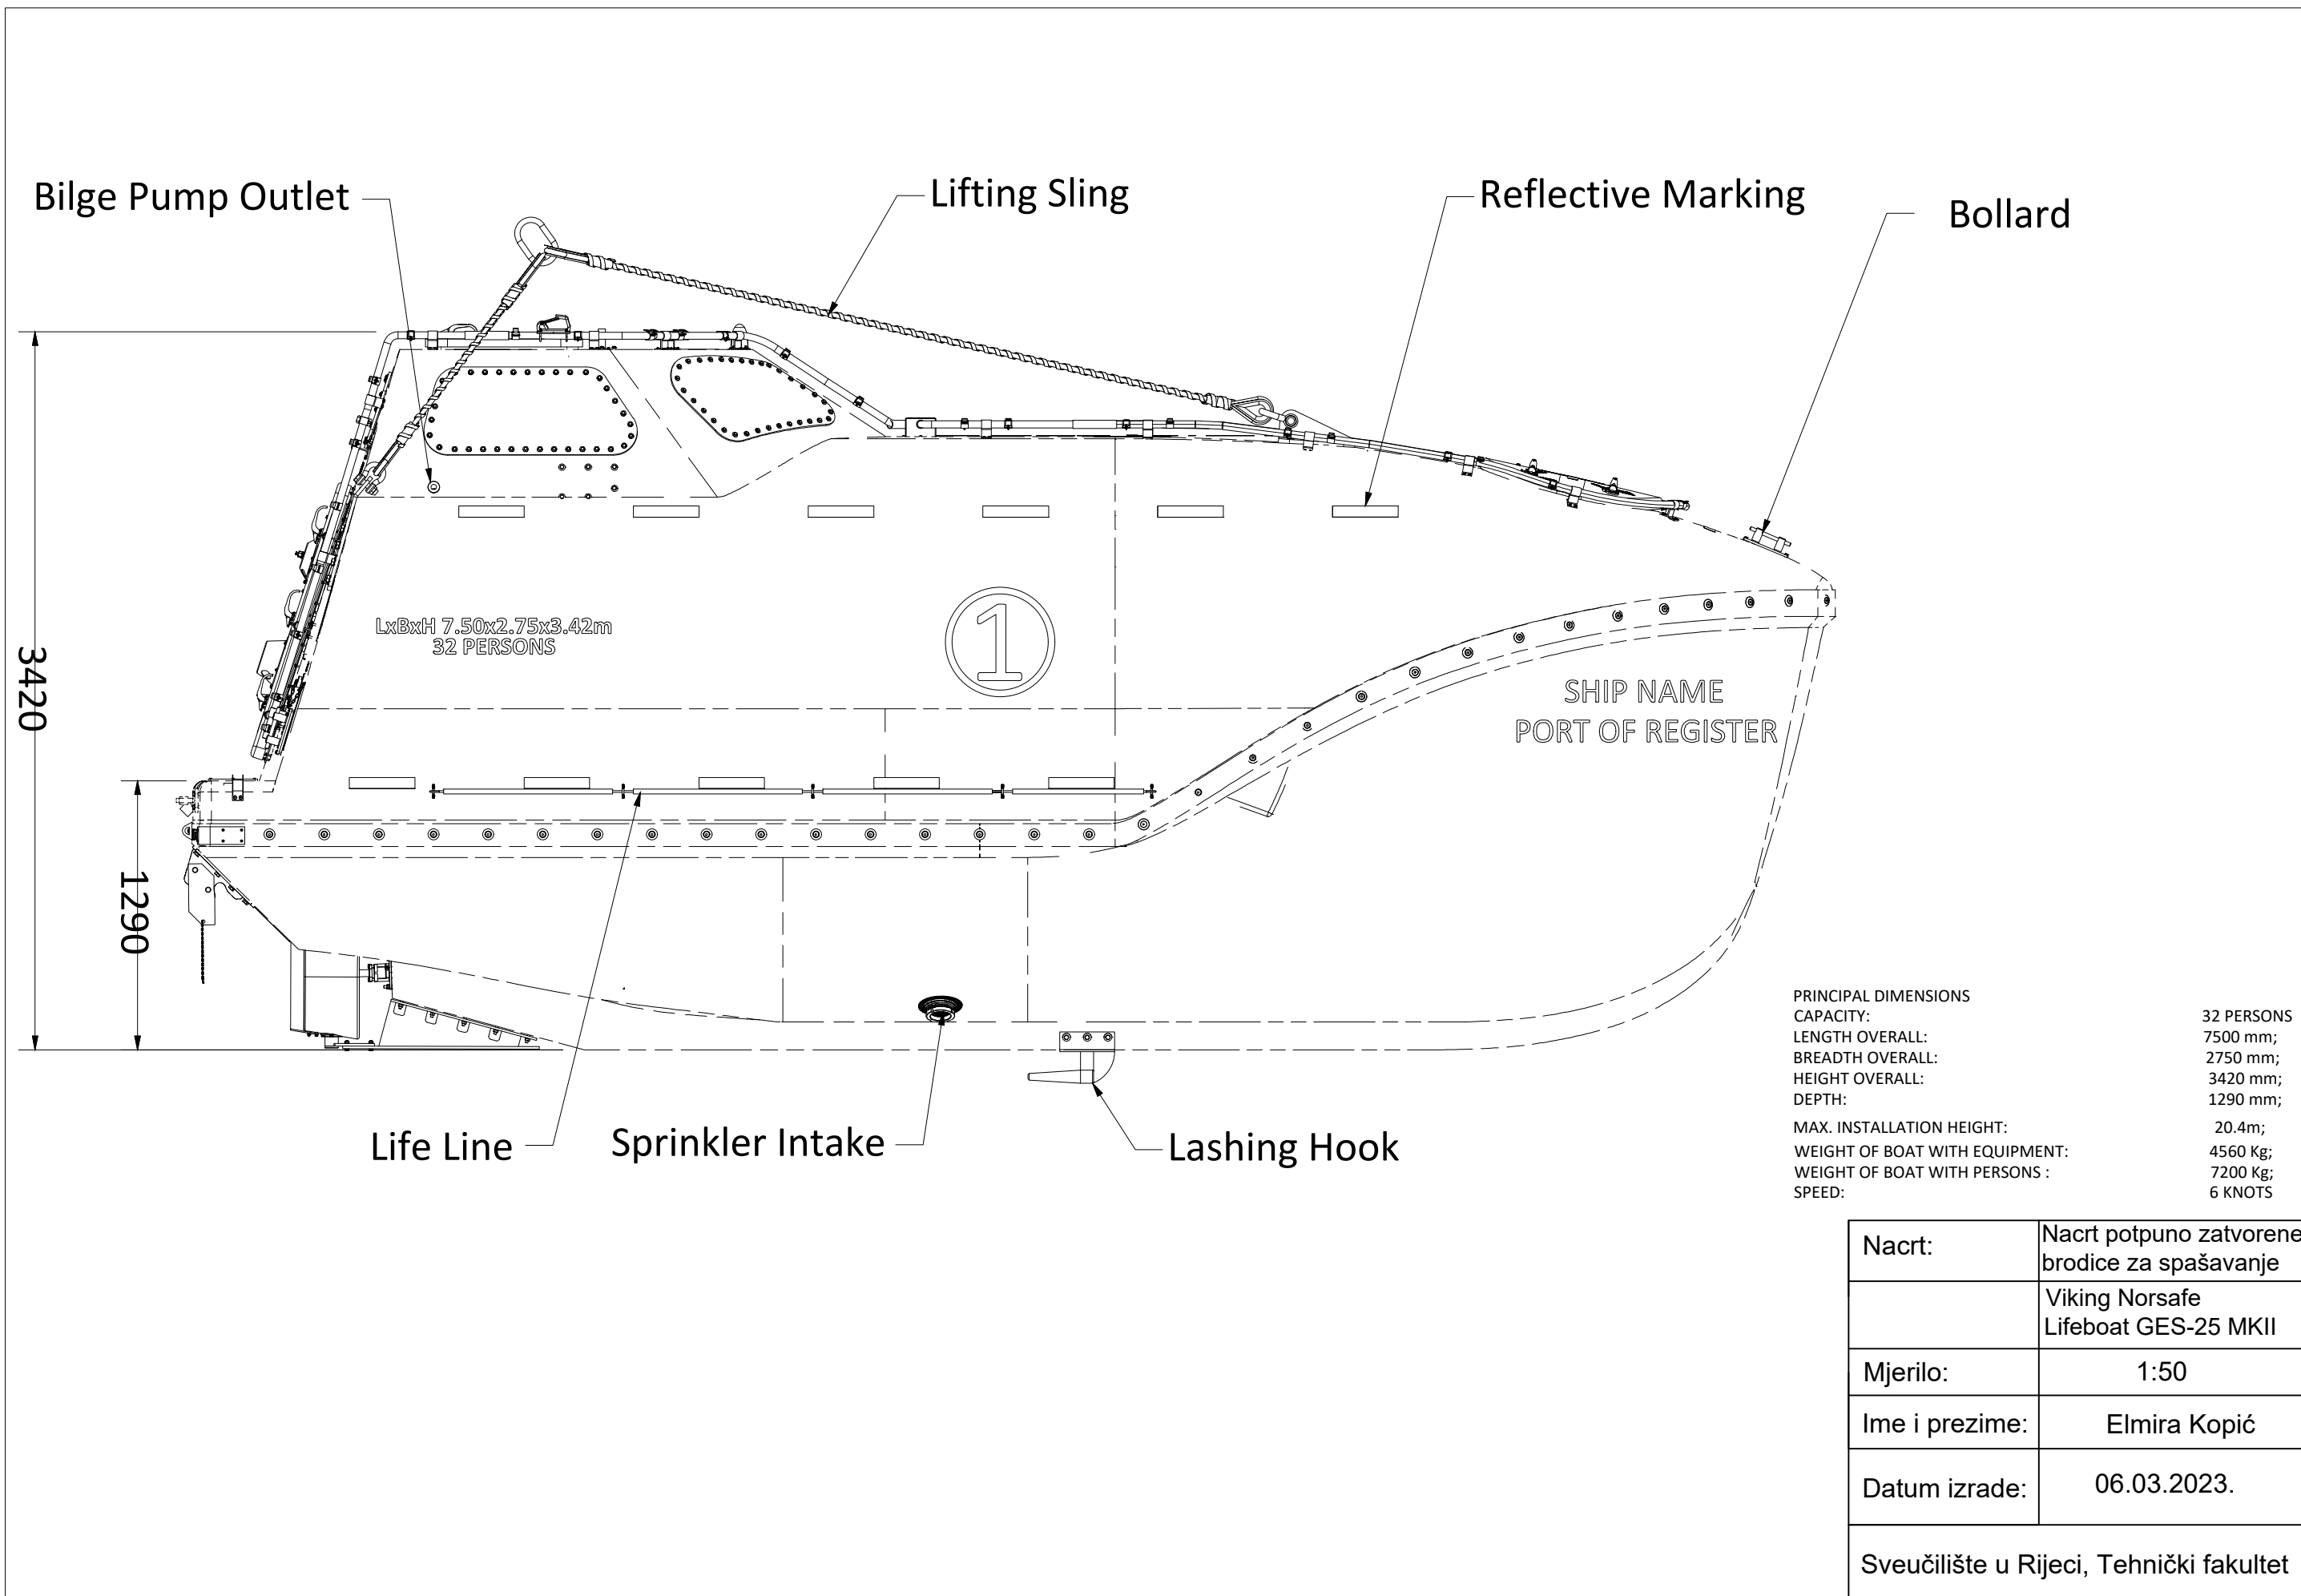 Bilge Pump Outlet
Lifting Sling
Reflective Marking
Bollard
3420
1290
LxBxH 7.50x2.75x3.42m
32 PERSONS
1
SHIP NAME
PORT OF REGISTER
Life Line
Sprinkler Intake
Lashing Hook
PRINCIPAL DIMENSIONS
CAPACITY: 32 PERSONS
LENGTH OVERALL: 7500 mm;
BREADTH OVERALL: 2750 mm;
HEIGHT OVERALL: 3420 mm;
DEPTH: 1290 mm;
MAX. INSTALLATION HEIGHT: 20.4m;
WEIGHT OF BOAT WITH EQUIPMENT: 4560 Kg;
WEIGHT OF BOAT WITH PERSONS : 7200 Kg;
SPEED: 6 KNOTS
Nacrt: Nacrt potpuno zatvorene
brodice za spašavanje
Viking Norsafe
Lifeboat GES-25 MKII
Mjerilo: 1:50
Ime i prezime: Elmira Kopić
Datum izrade: 06.03.2023.
Sveučilište u Rijeci, Tehnički fakultet